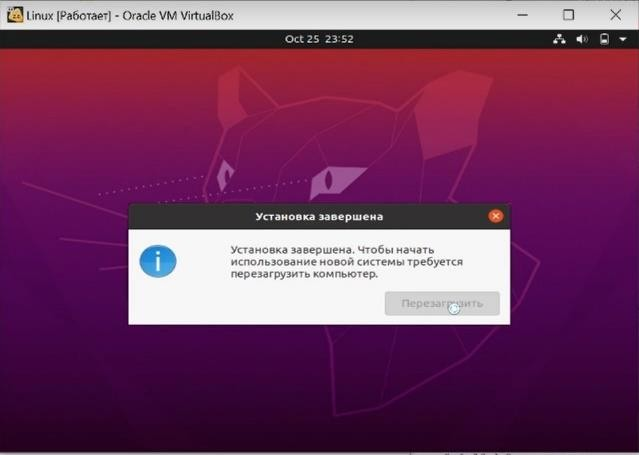 Linux [Работает] - Oracle VM VirtualBox
Oct 25 23:52
Установка завершена
Установка завершена. Чтобы начать
использование новой системы требуется
перезагрузить компьютер.
Перезагрузить